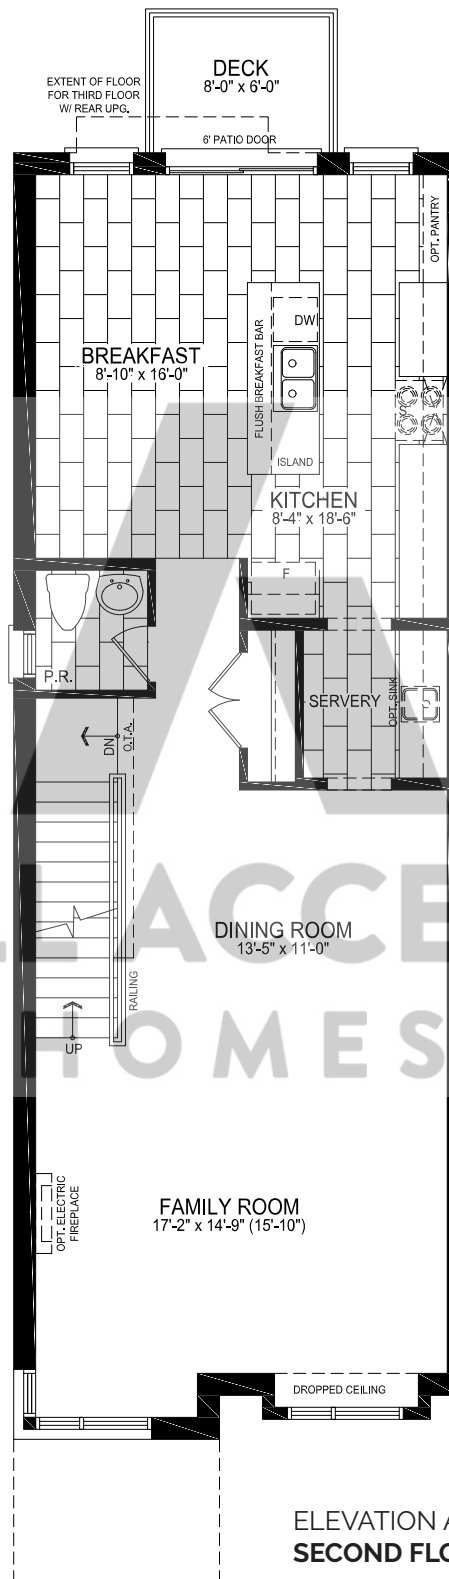 DECK
8'-0" x 6'-0"
EXTENT OF FLOOR
FOR THIRD FLOOR
W/ REAR UPG.
6' PATIO DOOR
OPT. PANTRY
DW
FLUSH BREAKFAST BAR
BREAKFAST
8'-10" x 16'-0"
ISLAND
KITCHEN
8'-4" x 18'-6"
F
P.R.
SERVERY
OPT. SINK
DN
O.T.A.
DINING ROOM
13'-5" x 11'-0"
RAILING
UP
HOMES
FAMILY ROOM
17'-2" x 14'-9" (15'-10")
OPT. ELECTRIC
FIREPLACE
DROPPED CEILING
ELEVATION A
SECOND FLO